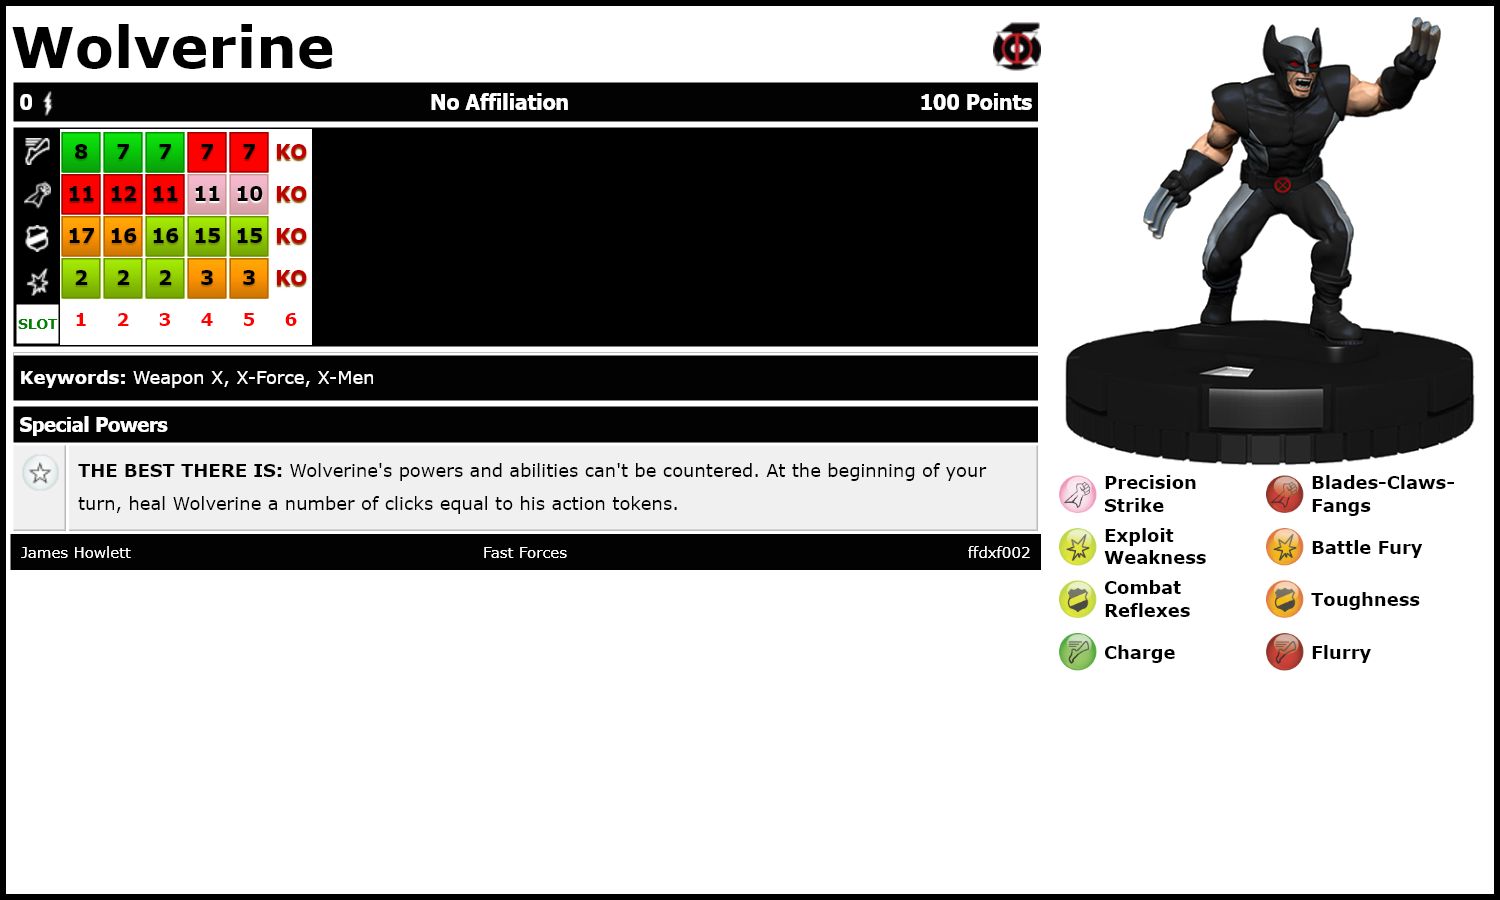 Wolverine
0 No Affiliation 100 Points
8 7 7 7 7 KO
11 12 11 11 10 KO
17 16 16 15 15 KO
2 2 2 3 3 KO
SLOT 1 2 3 4 5 6
Keywords: Weapon X, X-Force, X-Men
Special Powers
THE BEST THERE IS: Wolverine's powers and abilities can't be countered. At the beginning of your
turn, heal Wolverine a number of clicks equal to his action tokens.
James Howlett Fast Forces ffdxf002
Precision
Strike
Blades-Claws-
Fangs
Exploit
Weakness
Battle Fury
Combat
Reflexes
Toughness
Charge
Flurry